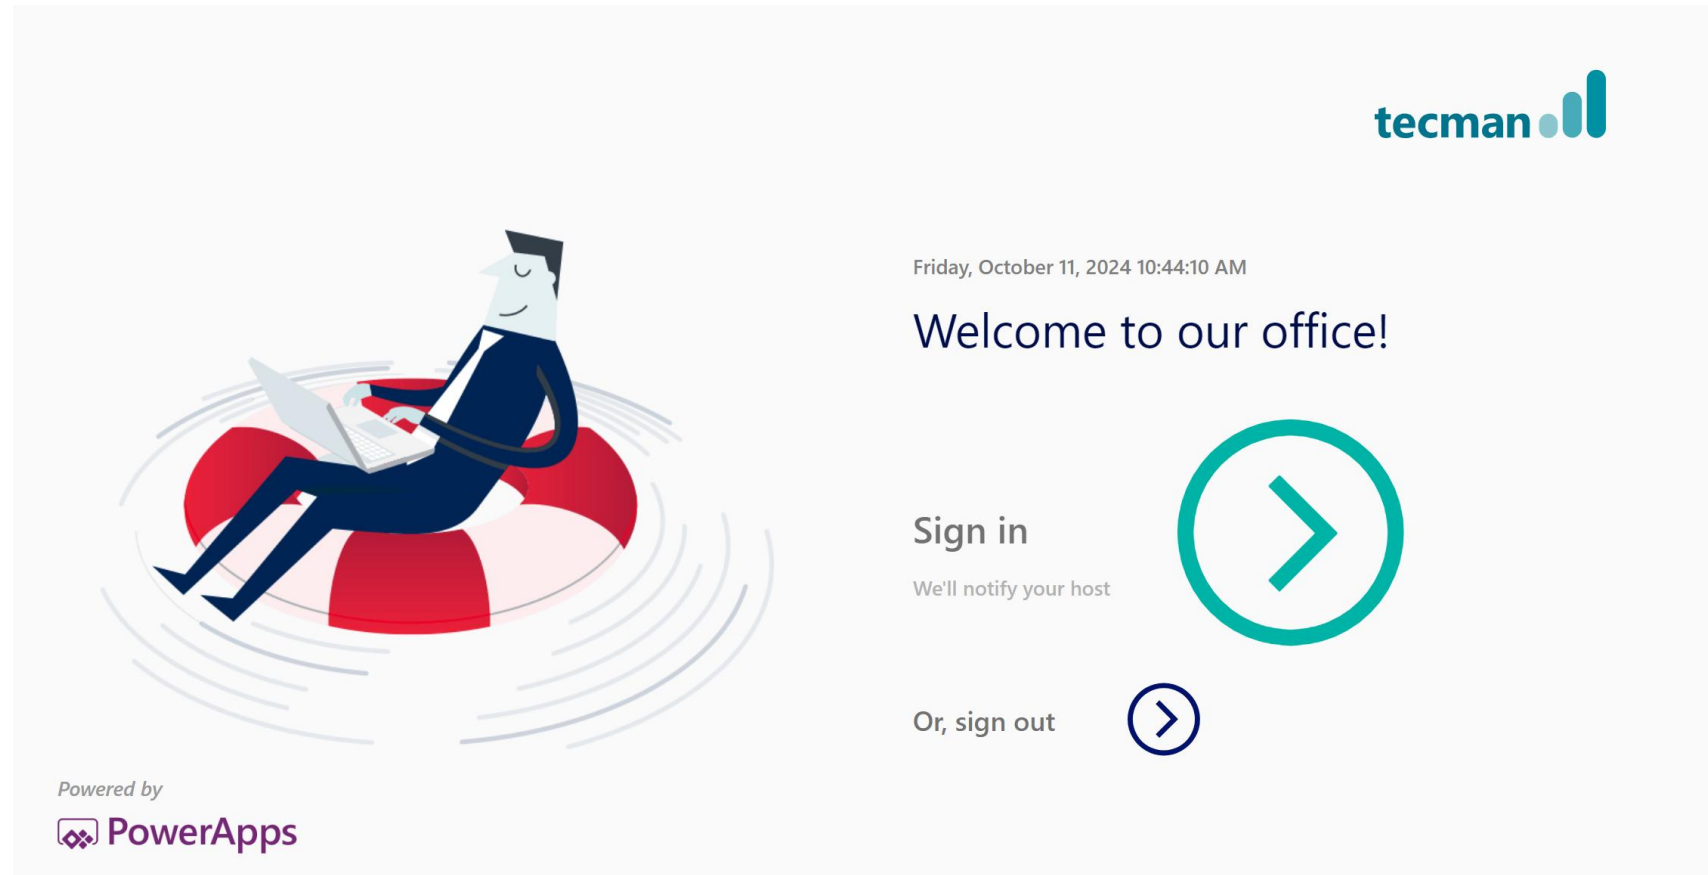 tecman
Friday, October 11, 2024 10:44:10 AM
Welcome to our office!
Sign in
We'll notify your host
Or, sign out
Powered by
PowerApps